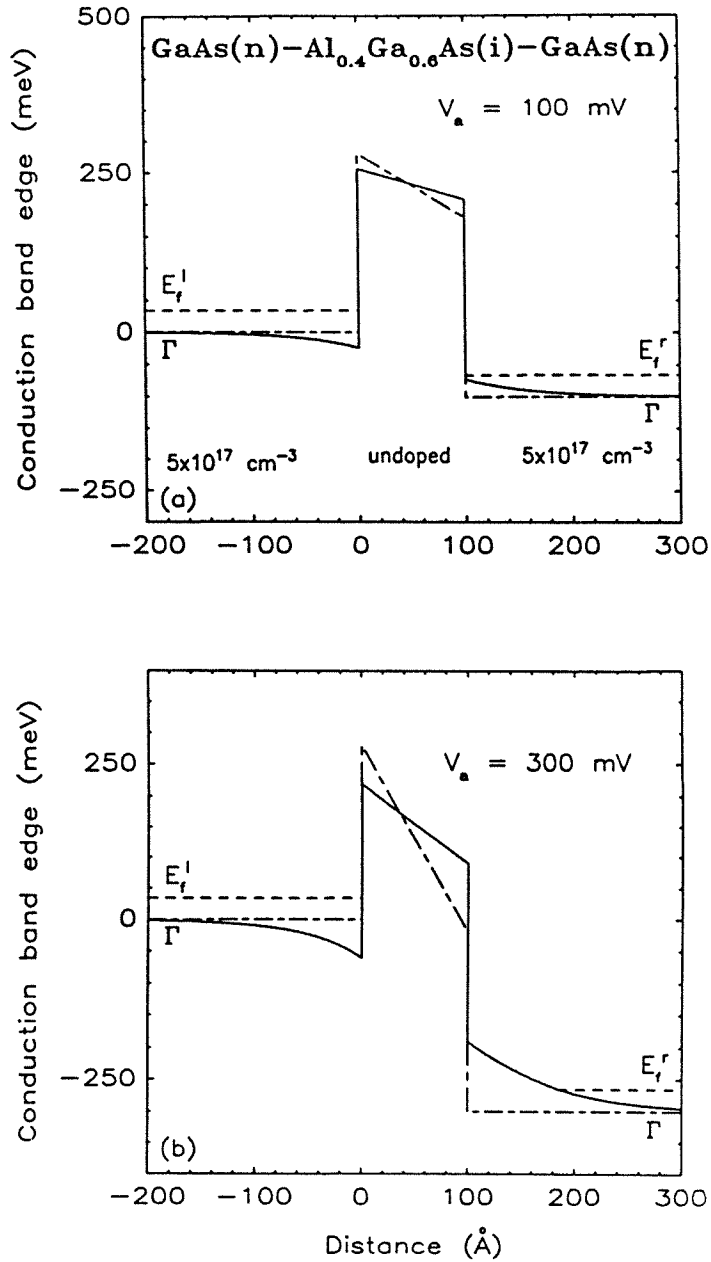 500
GaAs(n)−Al0.4Ga0.6As(i)−GaAs(n)
Va = 100 mV
250
Ef l
0
Γ
Ef r
Γ
5x10^17 cm^−3
undoped
5x10^17 cm^−3
−250
(a)
−200
−100
0
100
200
300
Conduction band edge (meV)
250
Va = 300 mV
Ef l
0
Γ
−250
Ef r
Γ
(b)
−200
−100
0
100
200
300
Conduction band edge (meV)
Distance (Å)